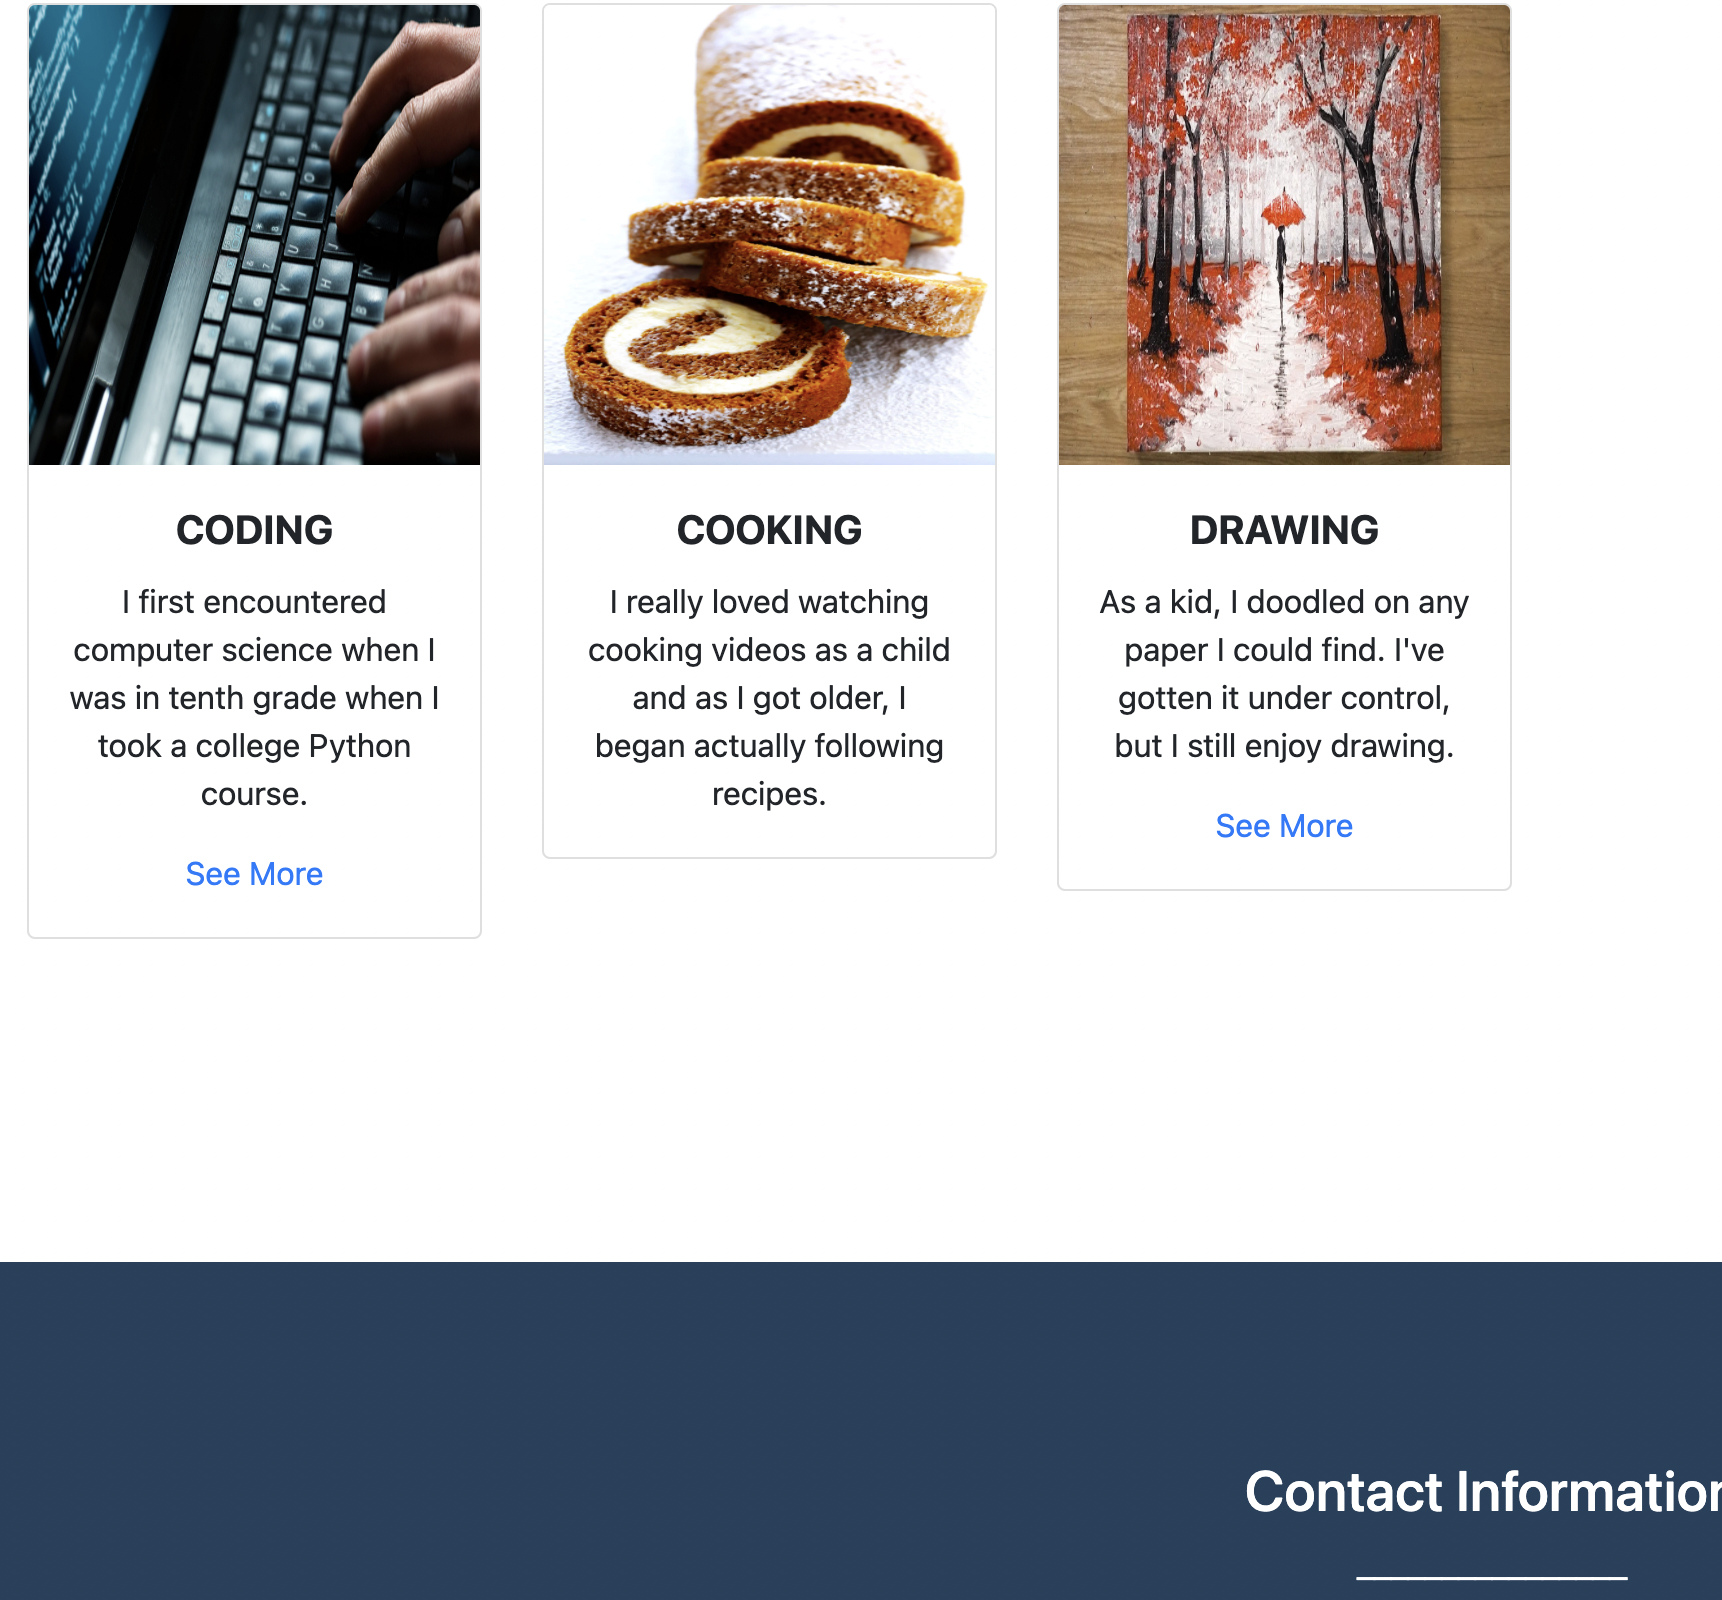 CODING
I first encountered
computer science when I
was in tenth grade when I
took a college Python
course.
See More
COOKING
I really loved watching
cooking videos as a child
and as I got older, I
began actually following
recipes.
DRAWING
As a kid, I doodled on any
paper I could find. I've
gotten it under control,
but I still enjoy drawing.
See More
Contact Information